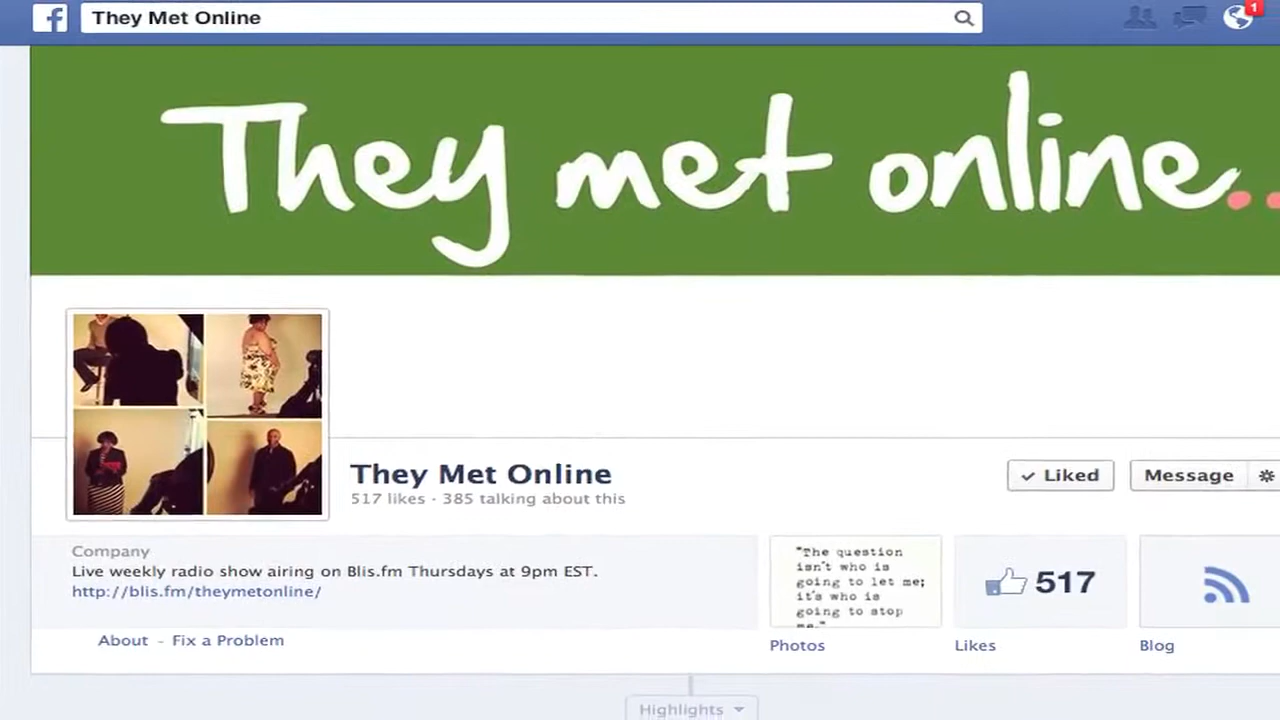 They Met Online
1
They met online..
They Met Online
517 likes · 385 talking about this
✓ Liked
Message
Company
Live weekly radio show airing on Blis.fm Thursdays at 9pm EST.
http://blis.fm/theymetonline/
About - Fix a Problem
"The question
isn't who is
going to let me;
it's who is
going to stop
me."
517
Photos
Likes
Blog
Highlights